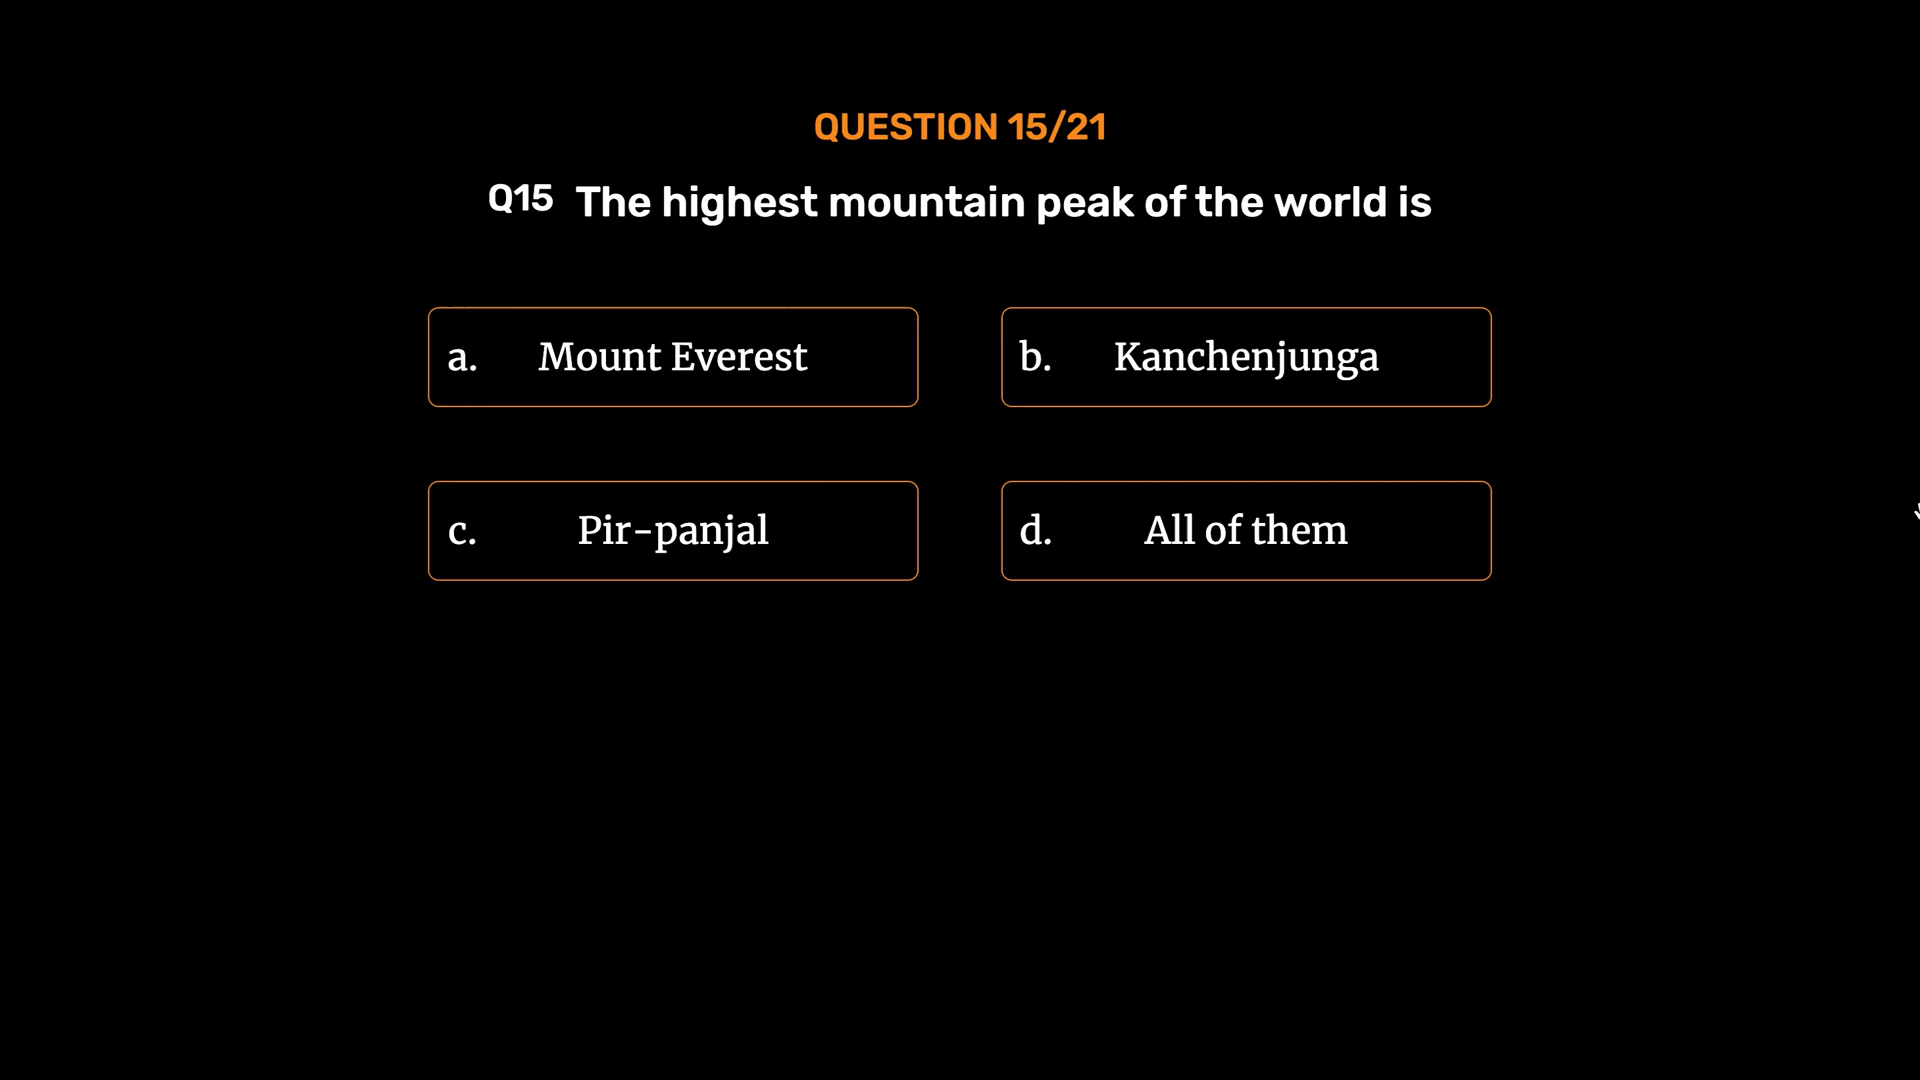 QUESTION 15/21
Q15 The highest mountain peak of the world is
a. Mount Everest
b. Kanchenjunga
c. Pir-panjal
d. All of them